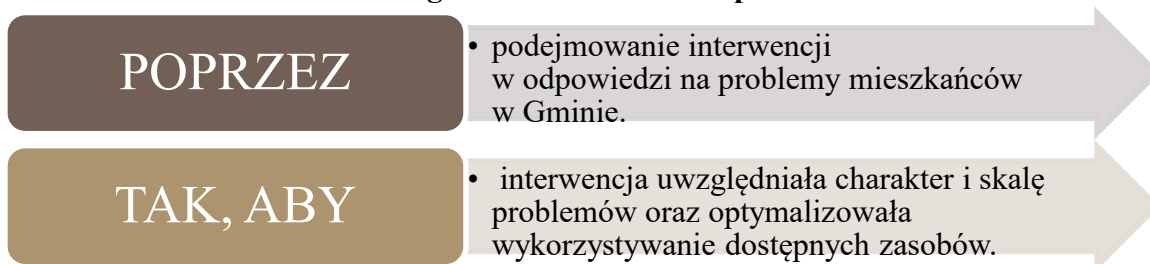 POPRZEZ
• podejmowanie interwencji
w odpowiedzi na problemy mieszkańców
w Gminie.
TAK, ABY
• interwencja uwzględniała charakter i skalę
problemów oraz optymalizowała
wykorzystywanie dostępnych zasobów.